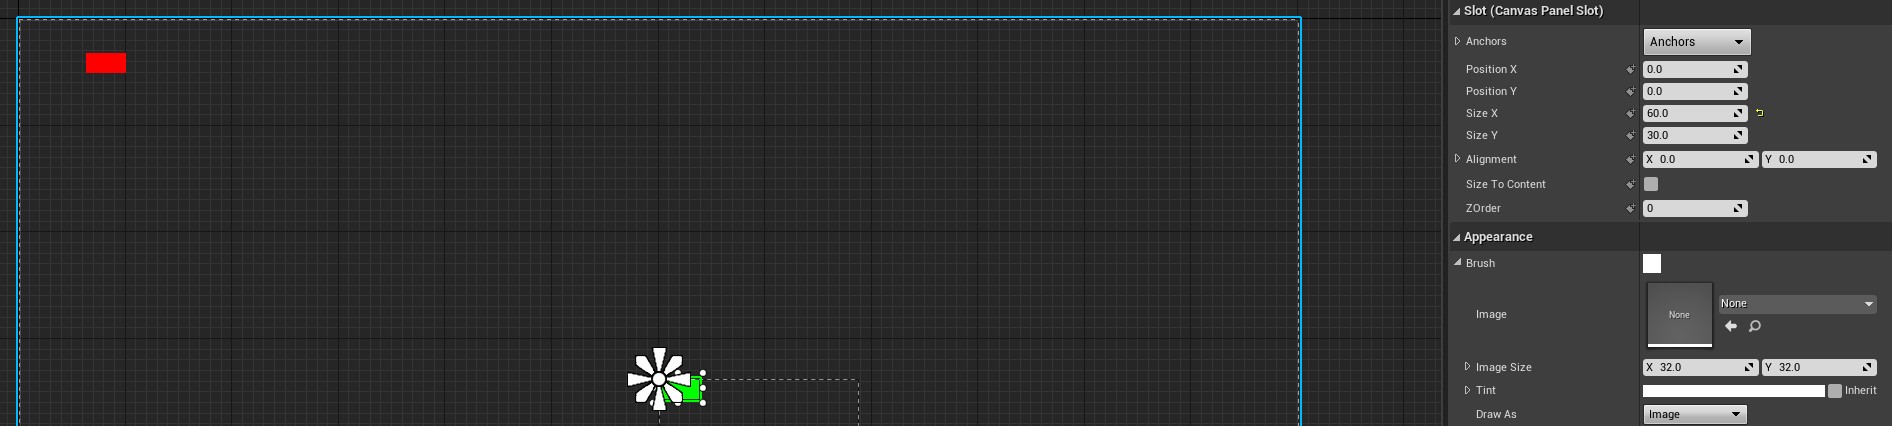 Slot (Canvas Panel Slot)
Anchors Anchors
Position X 0.0
Position Y 0.0
Size X 60.0
Size Y 30.0
Alignment X 0.0 Y 0.0
Size To Content
ZOrder 0
Appearance
Brush
Image None None
Image Size X 32.0 Y 32.0
Tint Inherit
Draw As Image